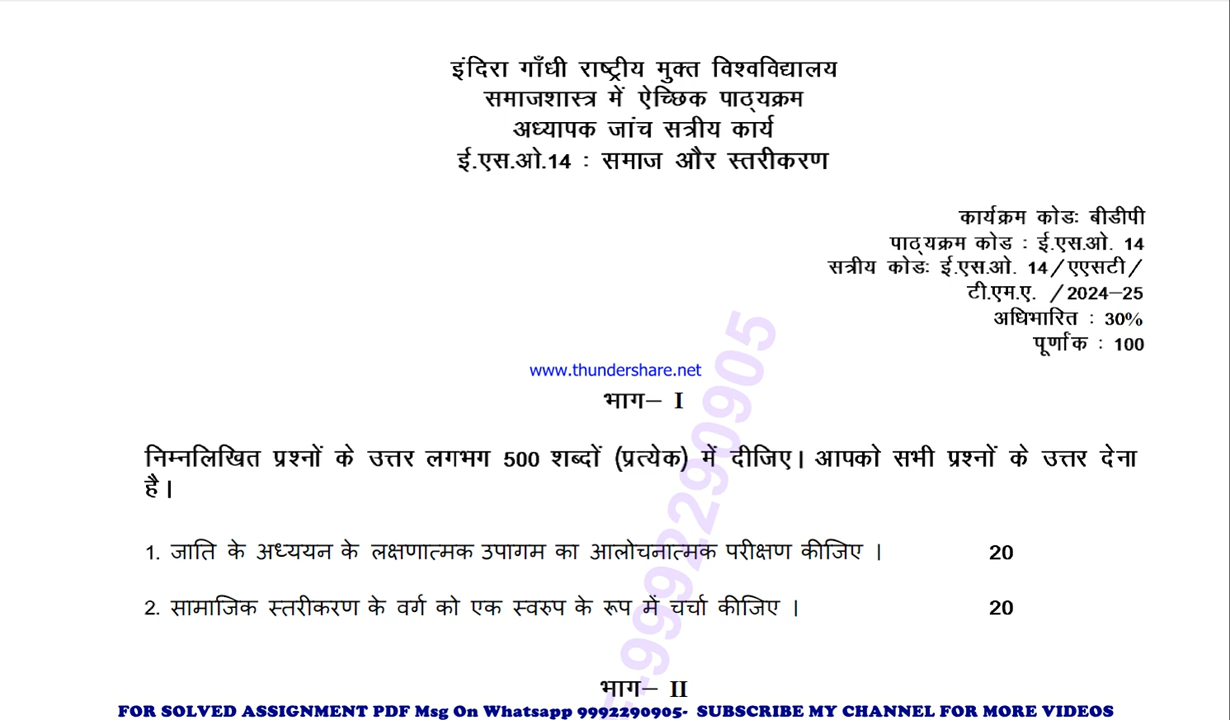 इंदिरा गाँधी राष्ट्रीय मुक्त विश्वविद्यालय
समाजशास्त्र में ऐच्छिक पाठ्यक्रम
अध्यापक जांच सत्रीय कार्य
ई.एस.ओ.14 : समाज और स्तरीकरण
कार्यक्रम कोडः बीडीपी
पाठ्यक्रम कोड : ई.एस.ओ. 14
सत्रीय कोडः ई.एस.ओ. 14/एएसटी/
टी.एम.ए. /2024–25
अधिभारित : 30%
पूर्णांक : 100
www.thundershare.net
भाग– I
निम्नलिखित प्रश्नों के उत्तर लगभग 500 शब्दों (प्रत्येक) में दीजिए। आपको सभी प्रश्नों के उत्तर देना
है।
1. जाति के अध्ययन के लक्षणात्मक उपागम का आलोचनात्मक परीक्षण कीजिए । 20
2. सामाजिक स्तरीकरण के वर्ग को एक स्वरुप के रूप में चर्चा कीजिए । 20
भाग– II
-9992290905
FOR SOLVED ASSIGNMENT PDF Msg On Whatsapp 9992290905- SUBSCRIBE MY CHANNEL FOR MORE VIDEOS